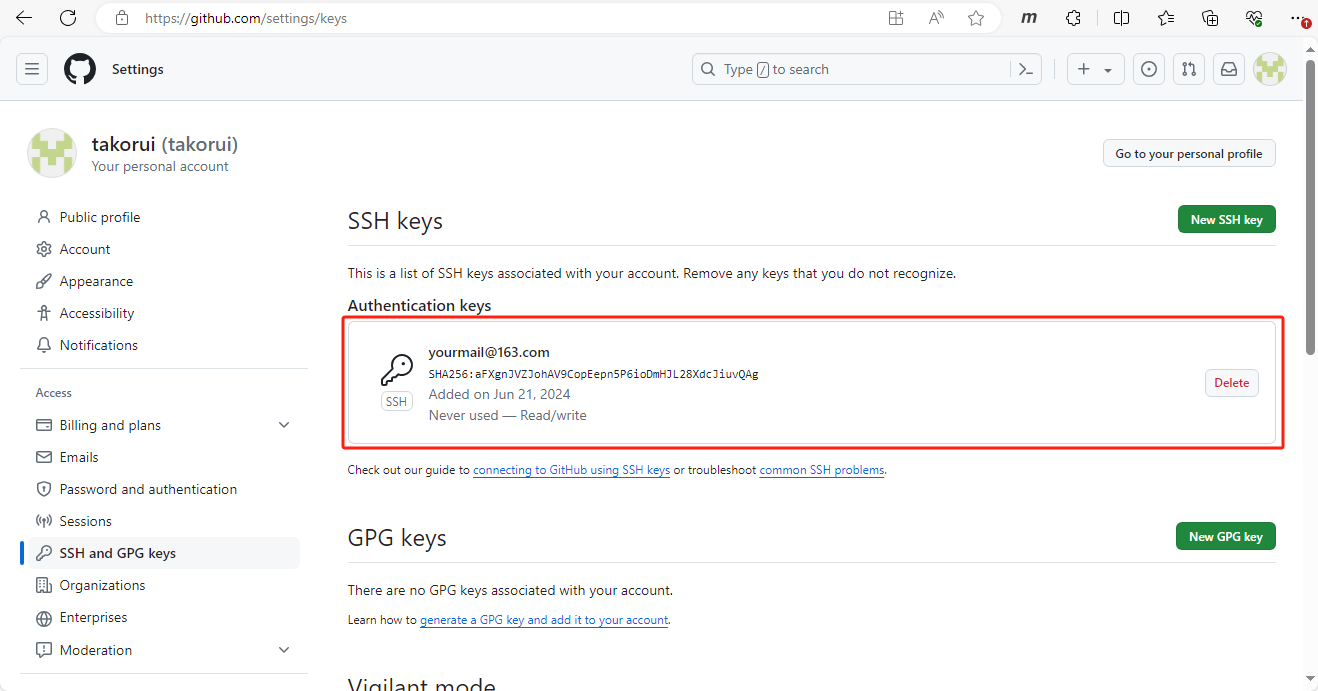 https://github.com/settings/keys
Settings
Type / to search
takorui (takorui)
Your personal account
Go to your personal profile
Public profile
Account
Appearance
Accessibility
Notifications
Access
Billing and plans
Emails
Password and authentication
Sessions
SSH and GPG keys
Organizations
Enterprises
Moderation
SSH keys
New SSH key
This is a list of SSH keys associated with your account. Remove any keys that you do not recognize.
Authentication keys
yourmail@163.com
SHA256:aFXgnJVZJohAV9CopEepn5P6ioDmHJL28XdcJiuvQAg
SSH
Added on Jun 21, 2024
Never used — Read/write
Delete
Check out our guide to connecting to GitHub using SSH keys or troubleshoot common SSH problems.
GPG keys
New GPG key
There are no GPG keys associated with your account.
Learn how to generate a GPG key and add it to your account.
Vigilant mode